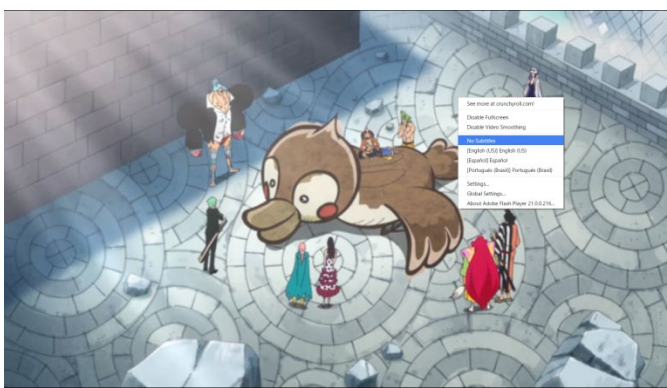 See more at crunchyroll.com!
Disable Fullscreen
Disable Video Smoothing
No Subtitles
[English (US)] English (US)
[Español] Español
[Português (Brasil)] Português (Brasil)
Settings...
Global Settings...
About Adobe Flash Player 21.0.0.216...